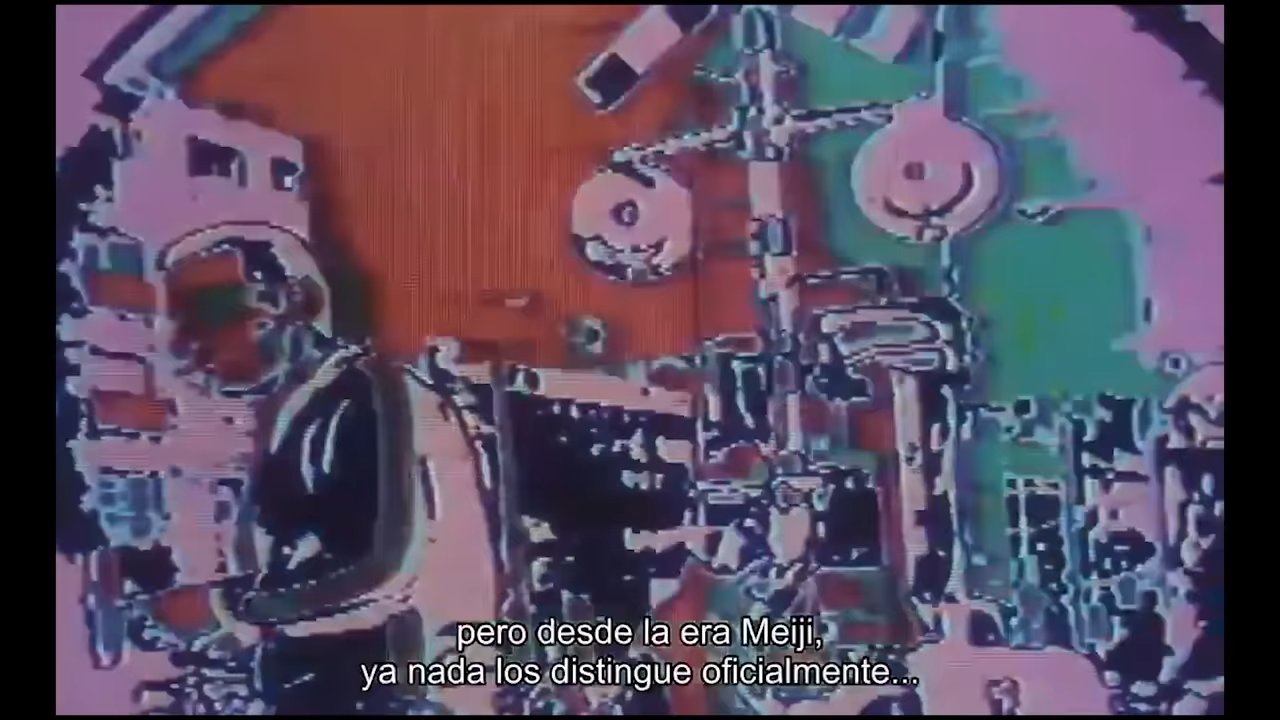 pero desde la era Meiji,
ya nada los distingue oficialmente...